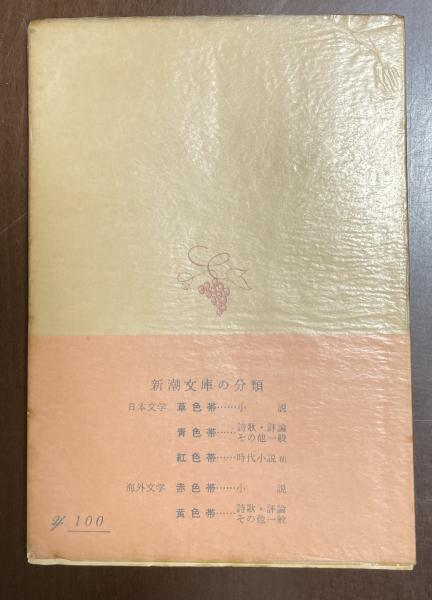 新潮文庫の分類
日本文学 草色帯……小説
青色帯……詩歌・評論
その他一般
紅色帯……時代小説 他
海外文学 赤色帯……小説
黄色帯……詩歌・評論
その他一般
¥ 100